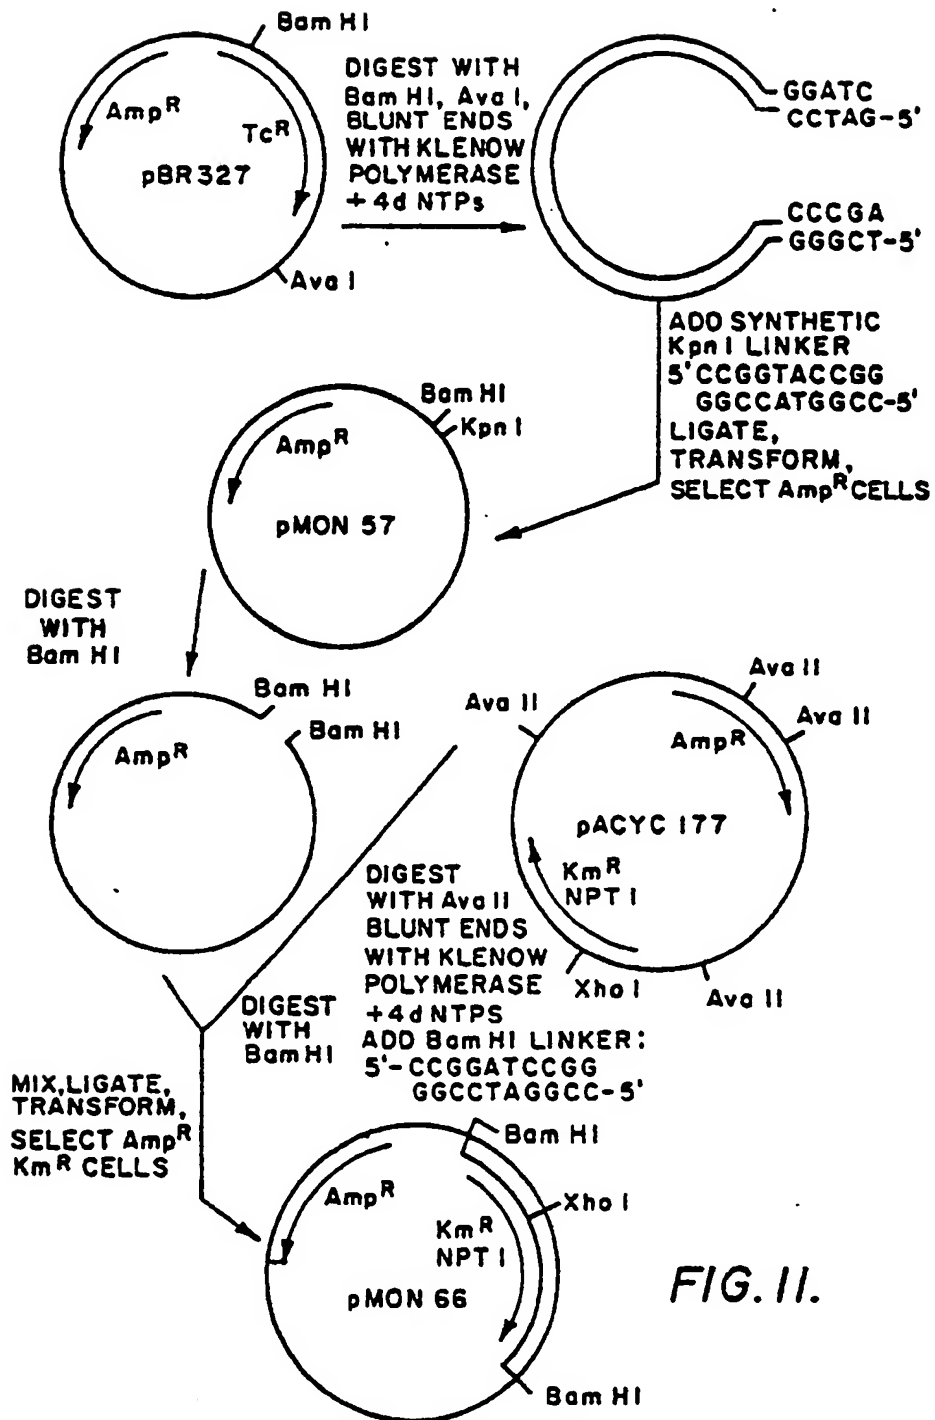 Bam HI
AmpR
TcR
pBR327
Ava I
DIGEST WITH
Bam HI, Ava I,
BLUNT ENDS
WITH KLENOW
POLYMERASE
+ 4d NTPs
GGATC
CCTAG-5'
CCCGA
GGGCT-5'
ADD SYNTHETIC
Kpn I LINKER
5'CCGGTACCGG
GGCCATGGCC-5'
LIGATE,
TRANSFORM,
SELECT AmpR CELLS
Bam HI
Kpn I
AmpR
pMON 57
DIGEST
WITH
Bam HI
Bam HI
Bam HI
AmpR
Ava II
Ava II
Ava II
AmpR
pACYC 177
KmR
NPT I
Xho I
Ava II
DIGEST
WITH Ava II
BLUNT ENDS
WITH KLENOW
POLYMERASE
+4d NTPS
ADD Bam HI LINKER:
5'-CCGGATCCGG
GGCCTAGGCC-5'
DIGEST
WITH
Bam HI
MIX, LIGATE,
TRANSFORM,
SELECT AmpR
KmR CELLS
Bam HI
AmpR
Xho I
KmR
NPT I
pMON 66
Bam HI
FIG. 11.